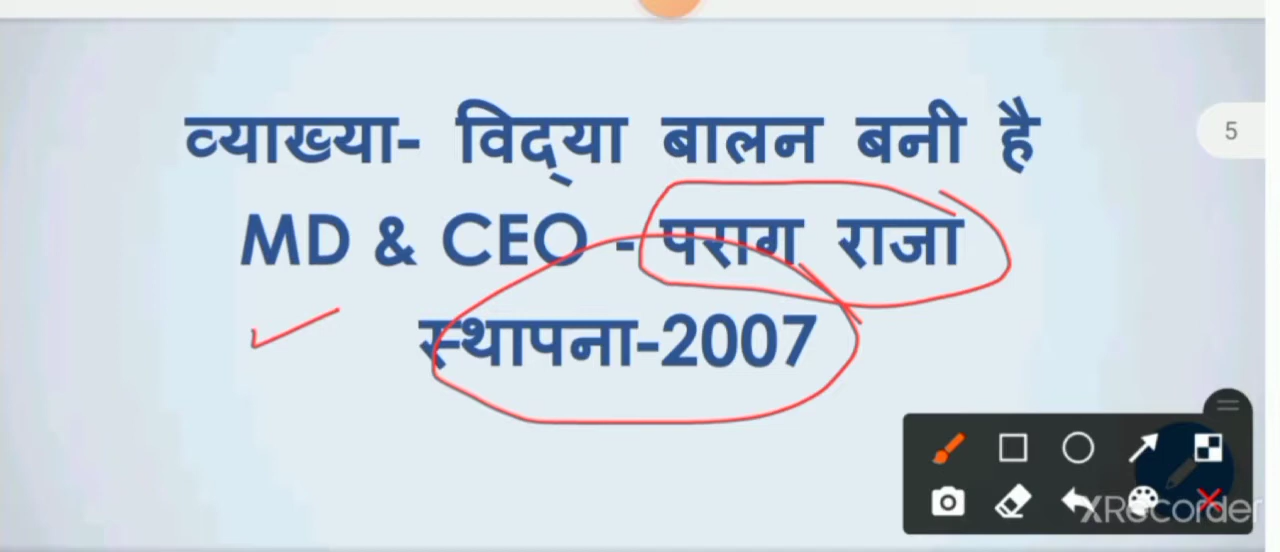 व्याख्या- विद्‌या बालन बनी है
5
MD & CEO - पराग राजा
स्थापना-2007
XRecorder